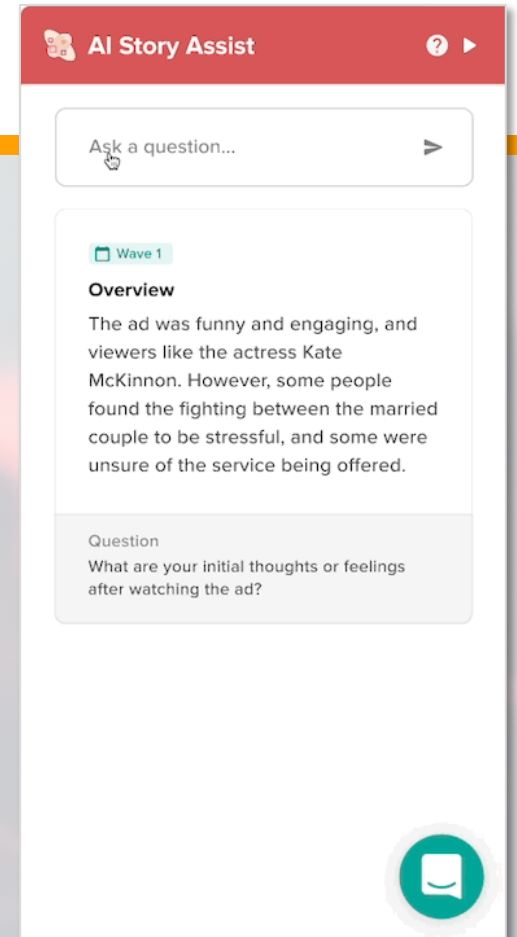 AI Story Assist
?
Ask a question...
Wave 1
Overview
The ad was funny and engaging, and
viewers like the actress Kate
McKinnon. However, some people
found the fighting between the married
couple to be stressful, and some were
unsure of the service being offered.
Question
What are your initial thoughts or feelings
after watching the ad?